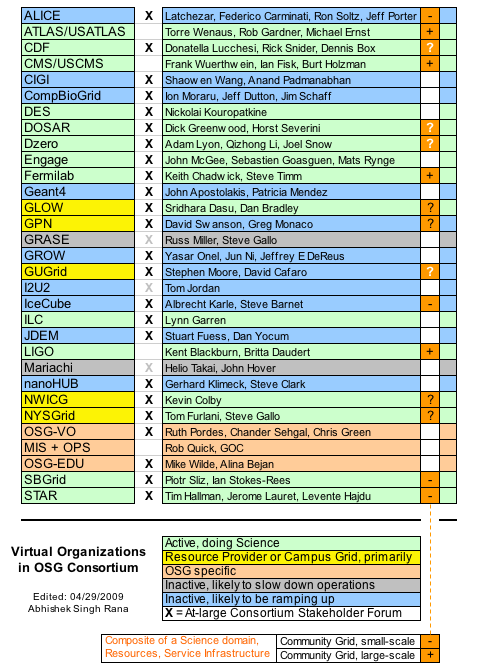 ALICE X Latchezar, Federico Carminati, Ron Soltz, Jeff Porter -
ATLAS/USATLAS Torre Wenaus, Rob Gardner, Michael Ernst +
CDF X Donatella Lucchesi, Rick Snider, Dennis Box ?
CMS/USCMS Frank Wuerthwein, Ian Fisk, Burt Holzman +
CIGI X Shaowen Wang, Anand Padmanabhan
CompBioGrid X Ion Moraru, Jeff Dutton, Jim Schaff
DES X Nickolai Kouropatkine
DOSAR X Dick Greenwood, Horst Severini ?
Dzero X Adam Lyon, Qizhong Li, Joel Snow ?
Engage X John McGee, Sebastien Goasguen, Mats Rynge
Fermilab X Keith Chadwick, Steve Timm +
Geant4 X John Apostolakis, Patricia Mendez
GLOW X Sridhara Dasu, Dan Bradley ?
GPN X David Swanson, Greg Monaco ?
GRASE X Russ Miller, Steve Gallo
GROW X Yasar Onel, Jun Ni, Jeffrey E DeReus
GUGrid X Stephen Moore, David Cafaro ?
I2U2 X Tom Jordan
IceCube X Albrecht Karle, Steve Barnet -
ILC X Lynn Garren
JDEM X Stuart Fuess, Dan Yocum
LIGO Kent Blackburn, Britta Daudert +
Mariachi X Helio Takai, John Hover
nanoHUB X Gerhard Klimeck, Steve Clark
NWICG X Kevin Colby ?
NYSGrid X Tom Furlani, Steve Gallo ?
OSG-VO X Ruth Pordes, Chander Sehgal, Chris Green
MIS + OPS Rob Quick, GOC
OSG-EDU X Mike Wilde, Alina Bejan
SBGrid X Piotr Sliz, Ian Stokes-Rees -
STAR X Tim Hallman, Jerome Lauret, Levente Hajdu -
Virtual Organizations
in OSG Consortium
Edited: 04/29/2009
Abhishek Singh Rana
Active, doing Science
Resource Provider or Campus Grid, primarily
OSG specific
Inactive, likely to slow down operations
Inactive, likely to be ramping up
X = At-large Consortium Stakeholder Forum
Composite of a Science domain,
Resources, Service Infrastructure
Community Grid, small-scale -
Community Grid, large-scale +